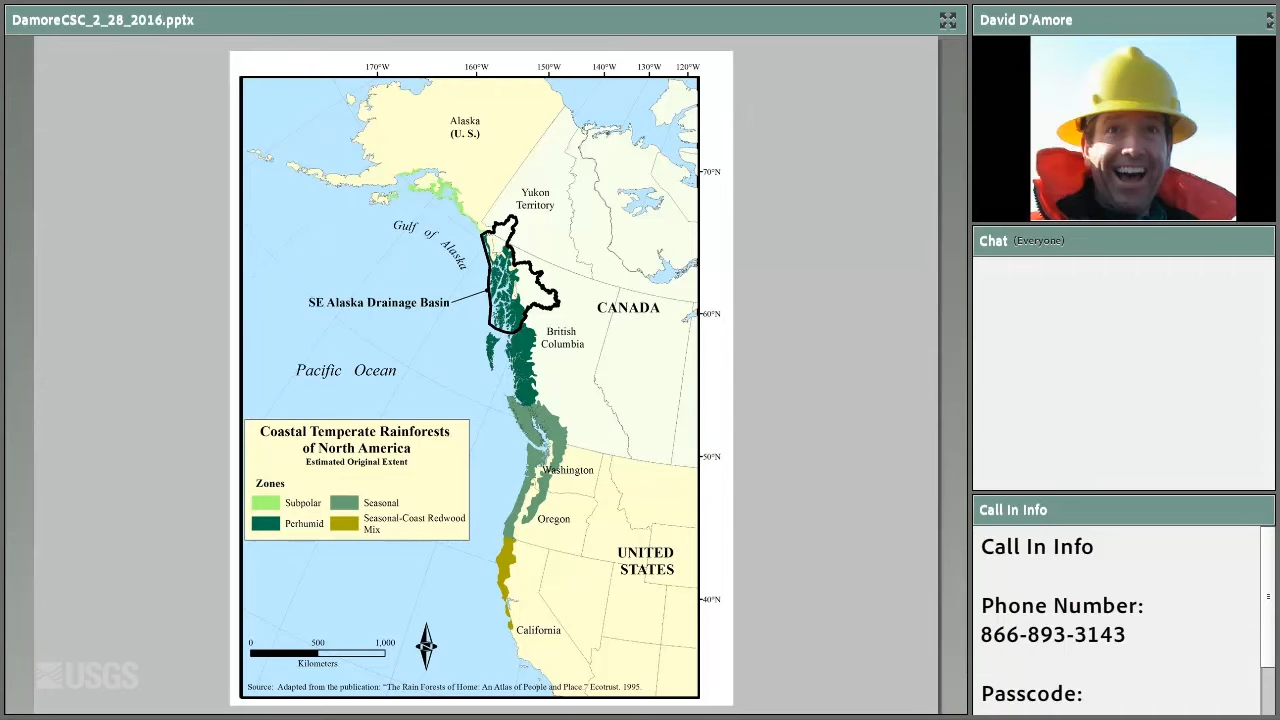 DamoreCSC_2_28_2016.pptx
David D'Amore
170°W 160°W 150°W 140°W 130°W 120°W
Alaska
(U. S.)
70°N
Yukon
Territory
Gulf of Alaska
SE Alaska Drainage Basin
CANADA
60°N
British
Columbia
Pacific Ocean
Coastal Temperate Rainforests
of North America
Estimated Original Extent
Zones
Subpolar
Seasonal
Perhumid
Seasonal-Coast Redwood
Mix
50°N
Washington
Oregon
UNITED
STATES
40°N
California
0 500 1,000
Kilometers
Source: Adapted from the publication: "The Rain Forests of Home: An Atlas of People and Place." Ecotrust. 1995.
USGS
Chat (Everyone)
Call In Info
Call In Info
Phone Number:
866-893-3143
Passcode: